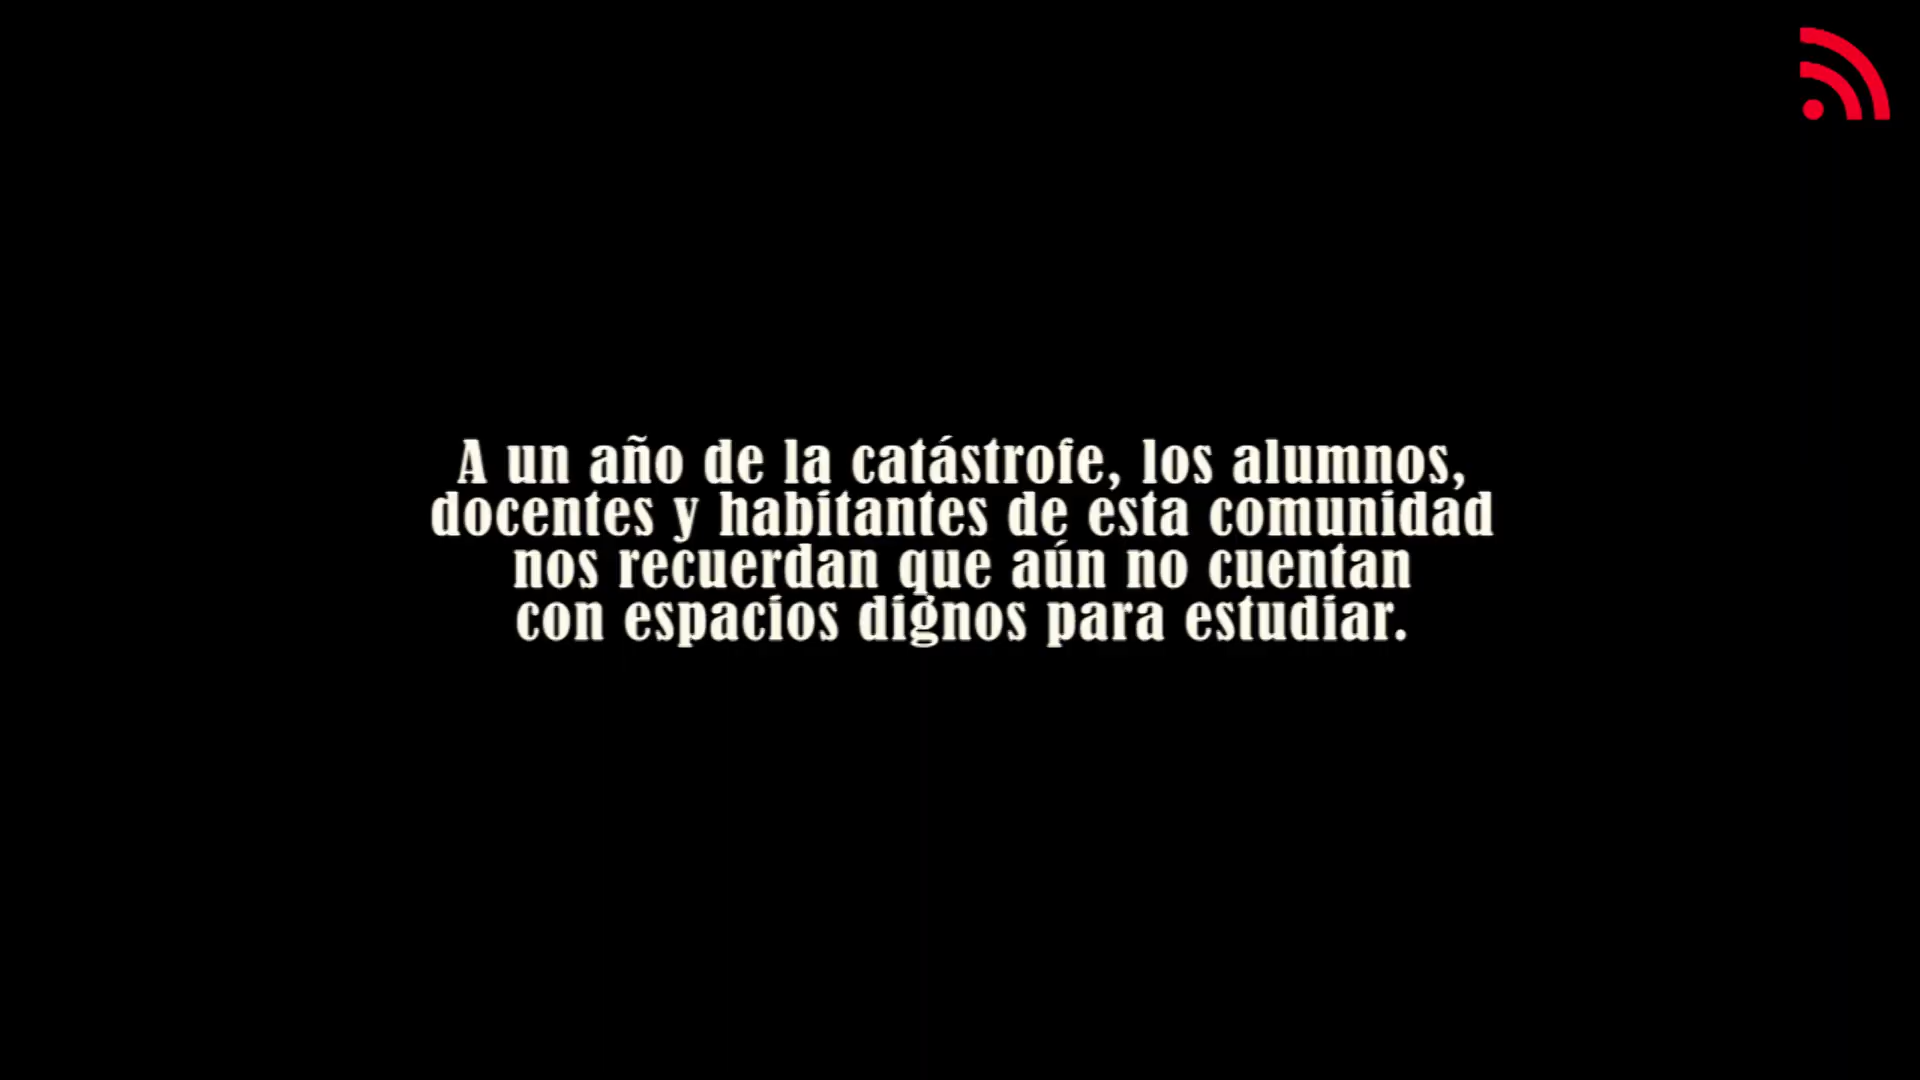 A un año de la catástrofe, los alumnos,
docentes y habitantes de esta comunidad
nos recuerdan que aún no cuentan
con espacios dignos para estudiar.